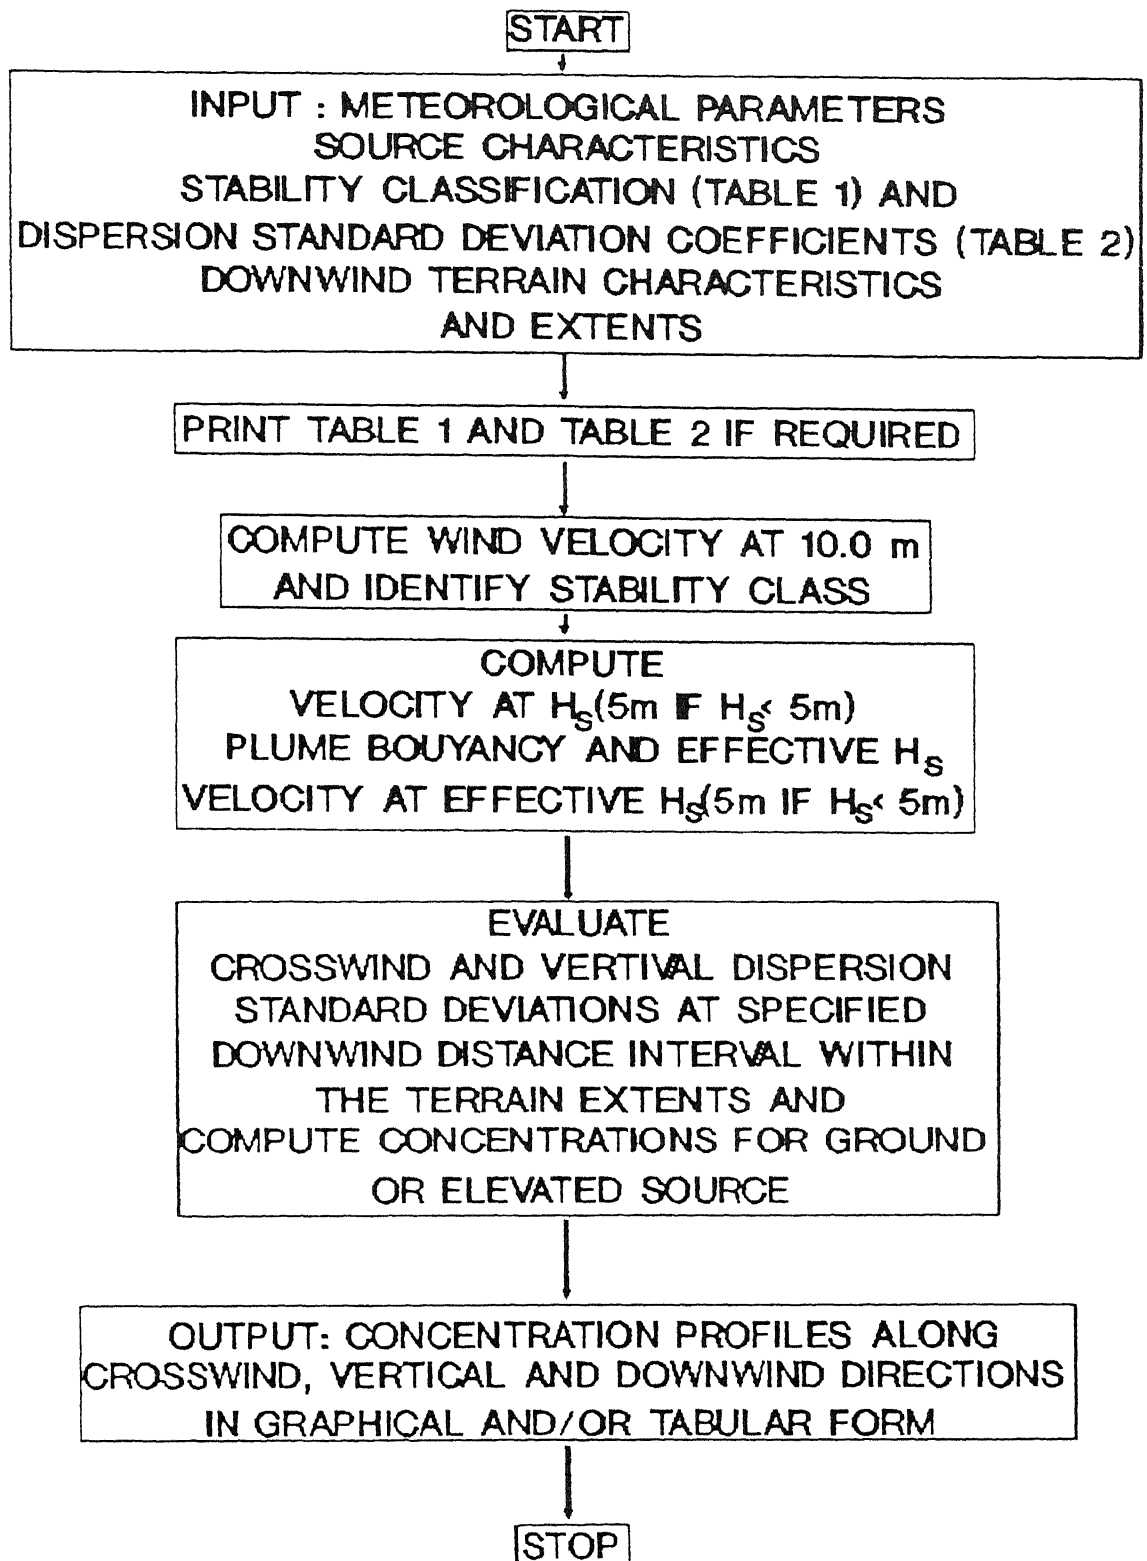 START
INPUT : METEOROLOGICAL PARAMETERS
SOURCE CHARACTERISTICS
STABILITY CLASSIFICATION (TABLE 1) AND
DISPERSION STANDARD DEVIATION COEFFICIENTS (TABLE 2)
DOWNWIND TERRAIN CHARACTERISTICS
AND EXTENTS
PRINT TABLE 1 AND TABLE 2 IF REQUIRED
COMPUTE WIND VELOCITY AT 10.0 m
AND IDENTIFY STABILITY CLASS
COMPUTE
VELOCITY AT HS(5m IF HS< 5m)
PLUME BOUYANCY AND EFFECTIVE HS
VELOCITY AT EFFECTIVE HS(5m IF HS< 5m)
EVALUATE
CROSSWIND AND VERTIVAL DISPERSION
STANDARD DEVIATIONS AT SPECIFIED
DOWNWIND DISTANCE INTERVAL WITHIN
THE TERRAIN EXTENTS AND
COMPUTE CONCENTRATIONS FOR GROUND
OR ELEVATED SOURCE
OUTPUT: CONCENTRATION PROFILES ALONG
CROSSWIND, VERTICAL AND DOWNWIND DIRECTIONS
IN GRAPHICAL AND/OR TABULAR FORM
STOP